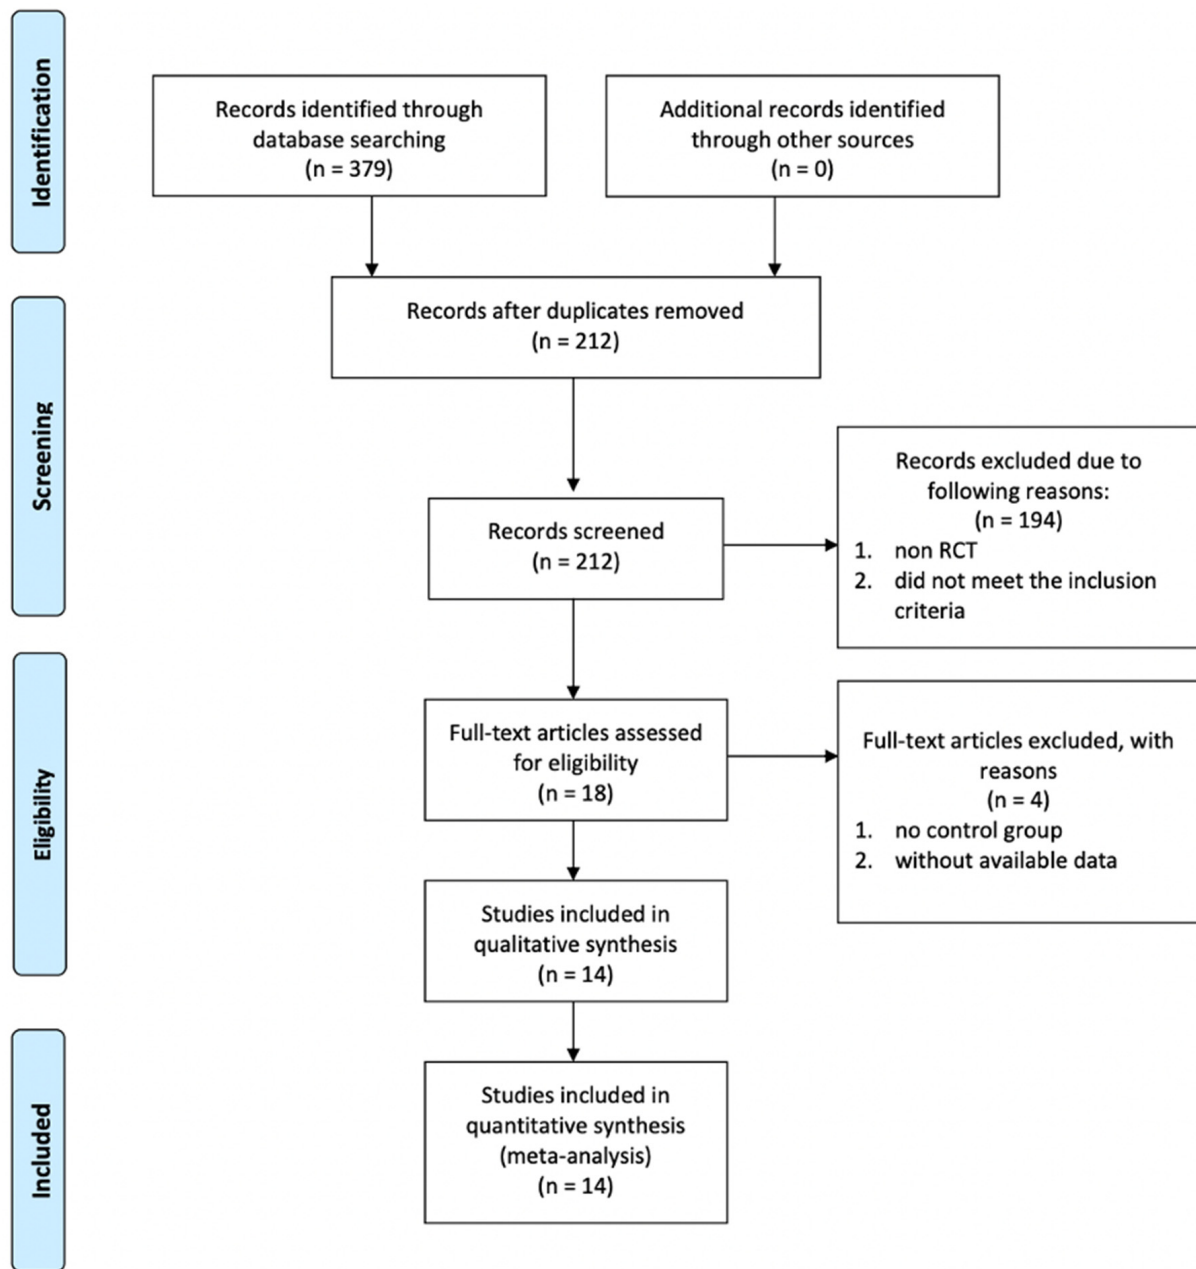 Identification
Records identified through
database searching
(n = 379)
Additional records identified
through other sources
(n = 0)
Records after duplicates removed
(n = 212)
Screening
Records screened
(n = 212)
Records excluded due to
following reasons:
(n = 194)
1. non RCT
2. did not meet the inclusion
criteria
Eligibility
Full-text articles assessed
for eligibility
(n = 18)
Full-text articles excluded, with
reasons
(n = 4)
1. no control group
2. without available data
Studies included in
qualitative synthesis
(n = 14)
Included
Studies included in
quantitative synthesis
(meta-analysis)
(n = 14)